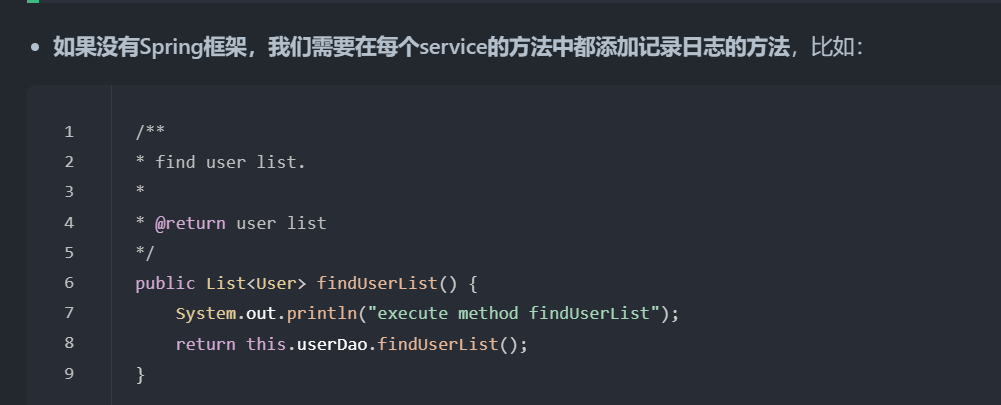 如果没有Spring框架，我们需要在每个service的方法中都添加记录日志的方法，比如：
1 /**
2 * find user list.
3 *
4 * @return user list
5 */
6 public List<User> findUserList() {
7     System.out.println("execute method findUserList");
8     return this.userDao.findUserList();
9 }